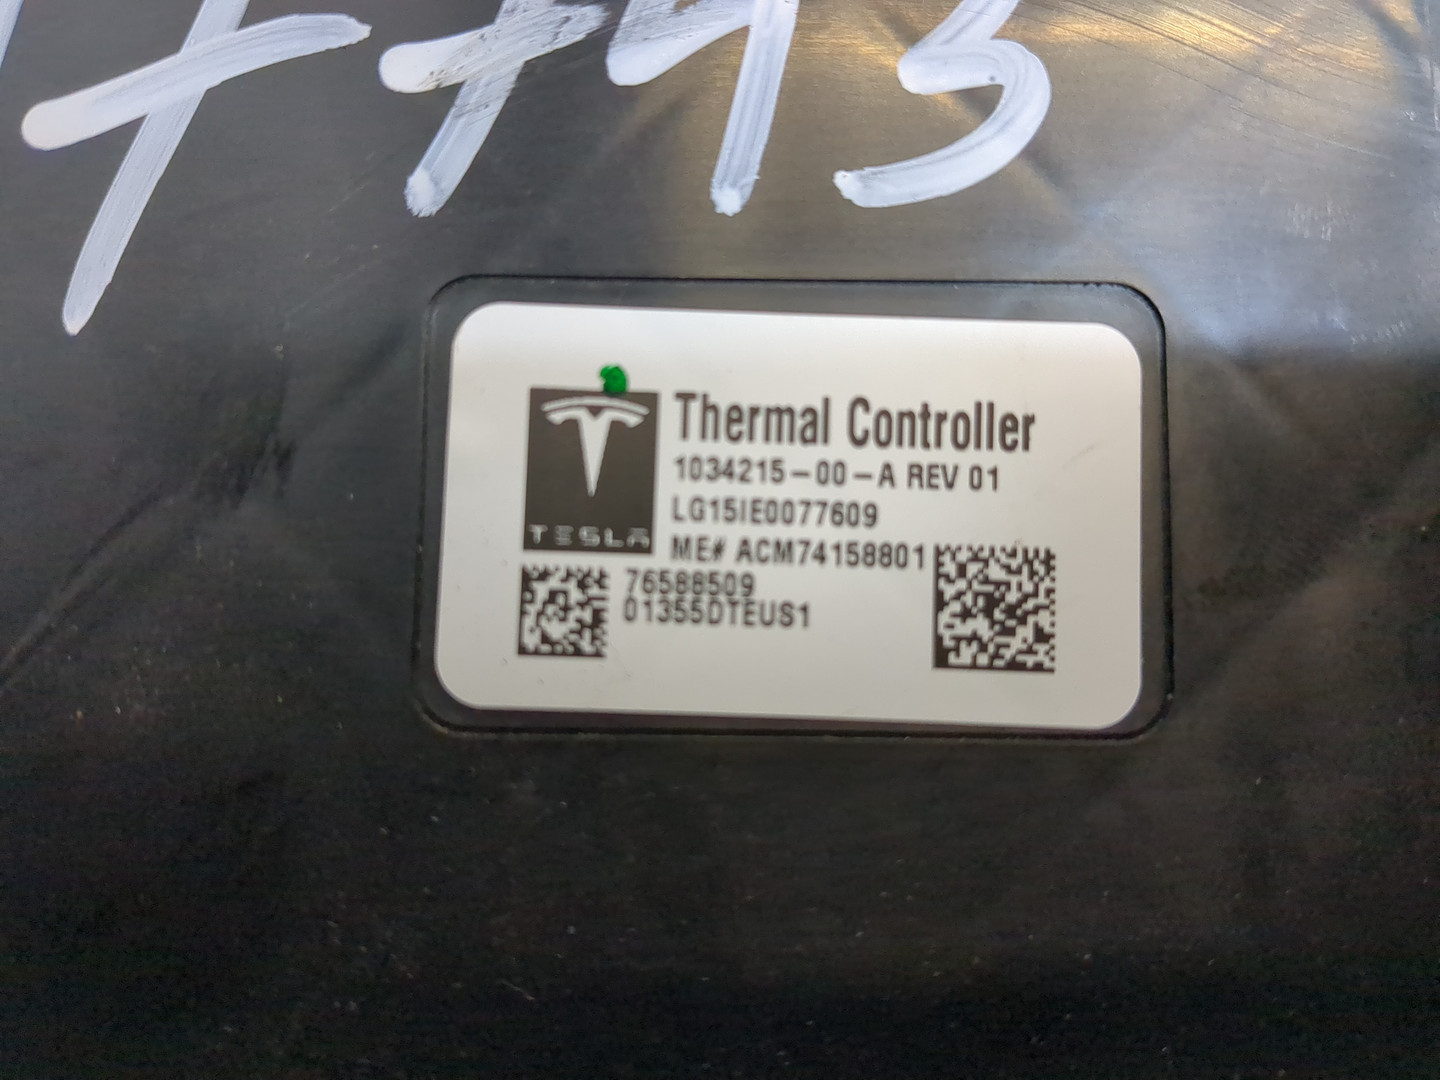 Thermal Controller
1034215-00-A REV 01
LG15IE0077609
TESLA
ME# ACM74158801
76588509
01355DTEUS1